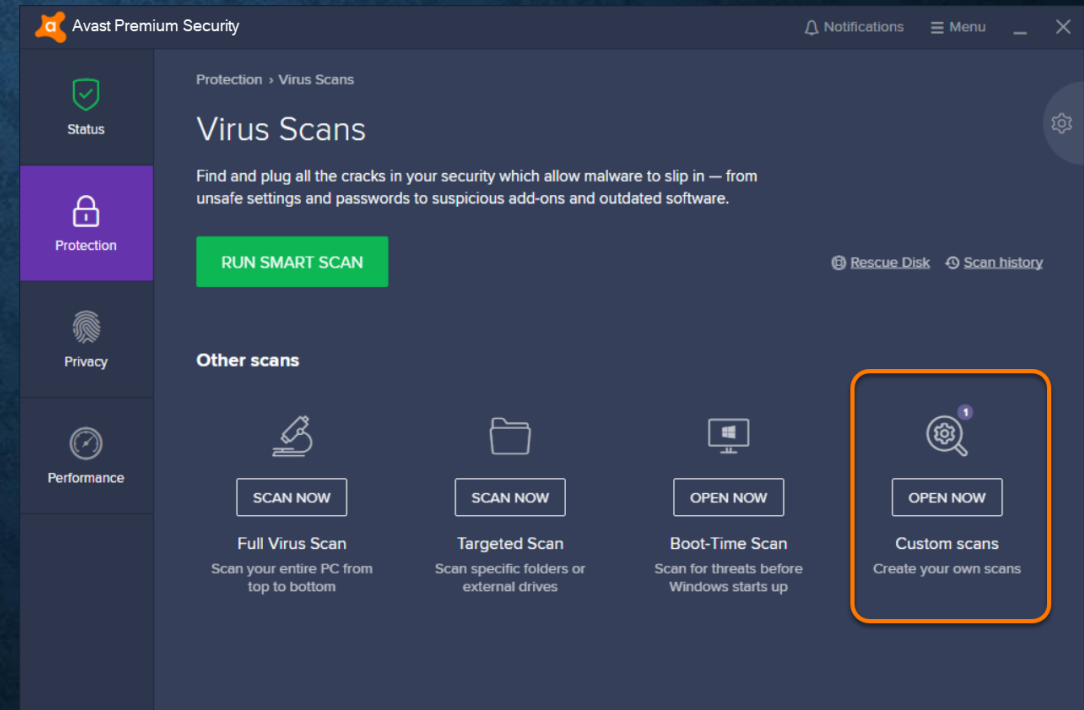 Avast Premium Security
Notifications
Menu
Status
Protection
Privacy
Performance
Protection › Virus Scans
Virus Scans
Find and plug all the cracks in your security which allow malware to slip in — from
unsafe settings and passwords to suspicious add-ons and outdated software.
RUN SMART SCAN
Rescue Disk
Scan history
Other scans
SCAN NOW
Full Virus Scan
Scan your entire PC from
top to bottom
SCAN NOW
Targeted Scan
Scan specific folders or
external drives
OPEN NOW
Boot-Time Scan
Scan for threats before
Windows starts up
1
OPEN NOW
Custom scans
Create your own scans